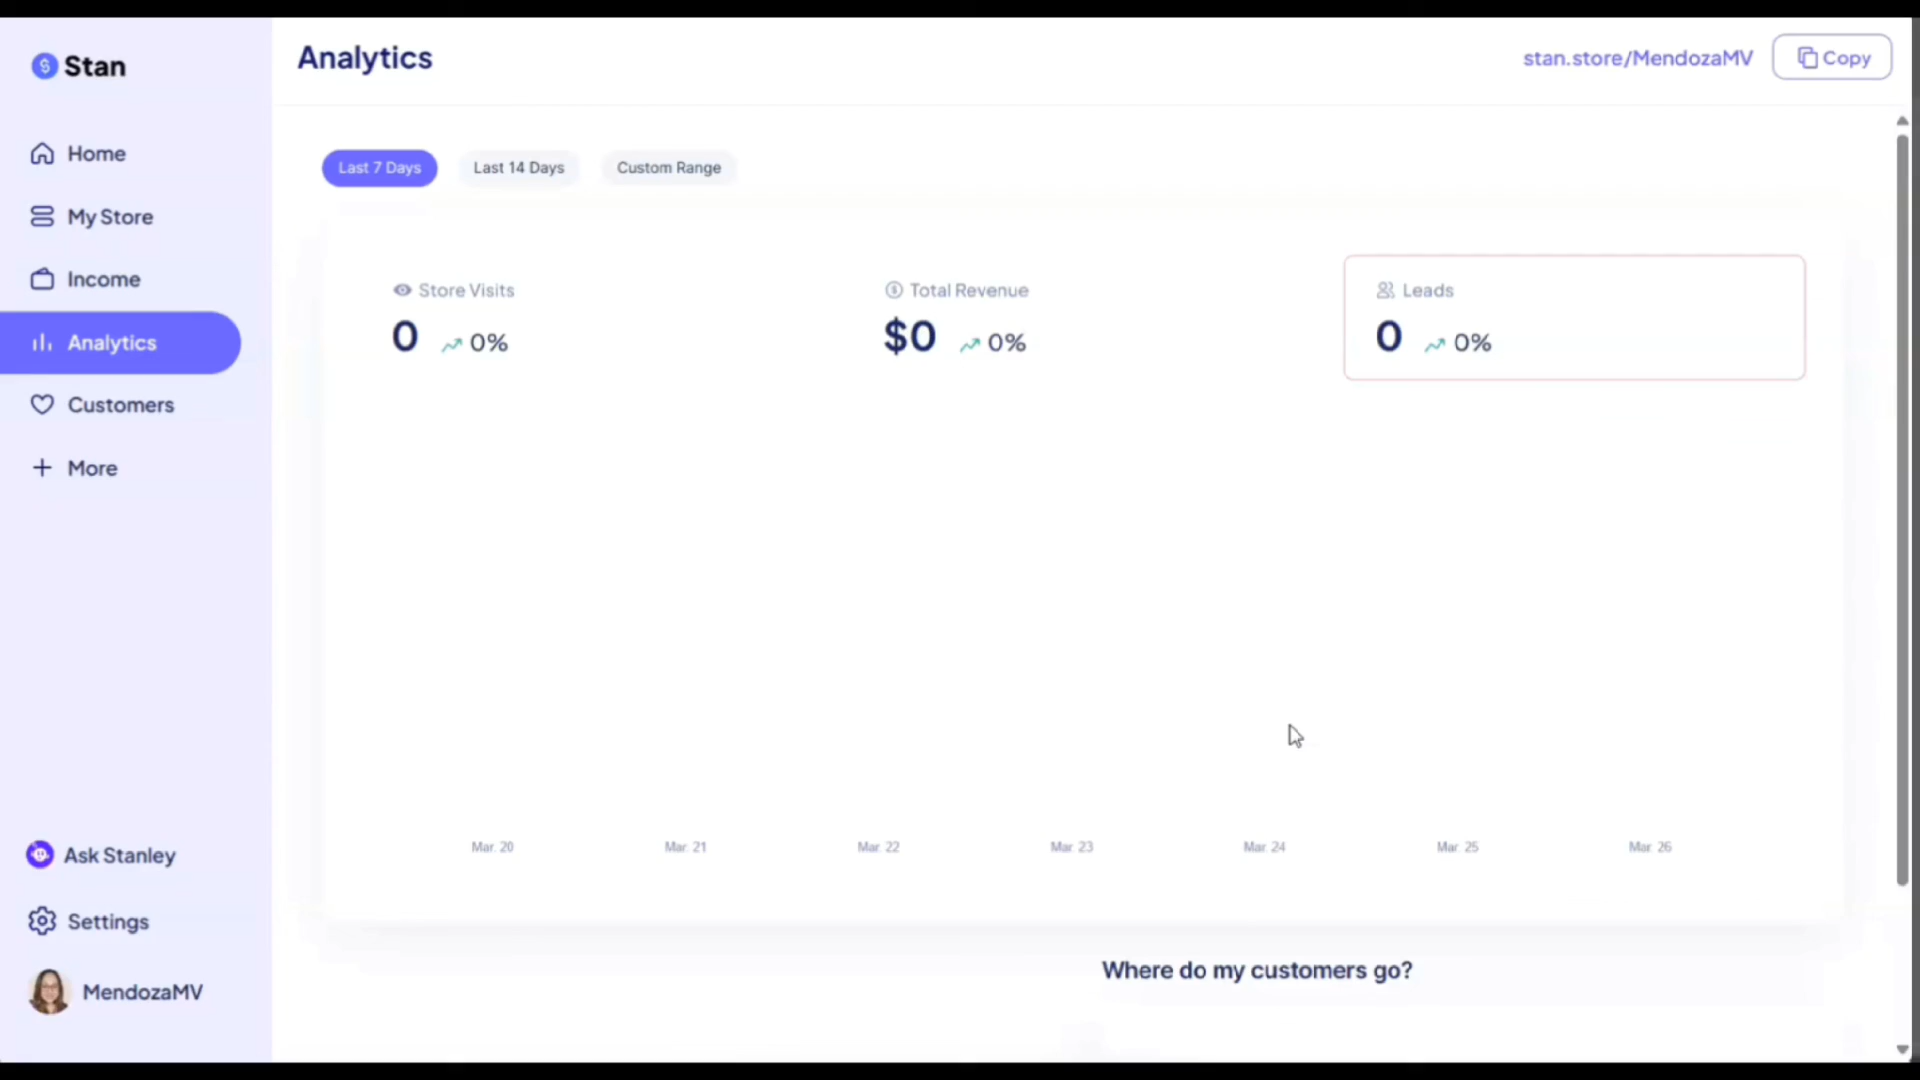 Stan
Home
My Store
Income
Analytics
Customers
More
Ask Stanley
Settings
MendozaMV
Analytics
stan.store/MendozaMV
Copy
Last 7 Days
Last 14 Days
Custom Range
Store Visits
0 0%
Total Revenue
$0 0%
Leads
0 0%
Mar. 20 Mar. 21 Mar. 22 Mar. 23 Mar. 24 Mar. 25 Mar. 26
Where do my customers go?